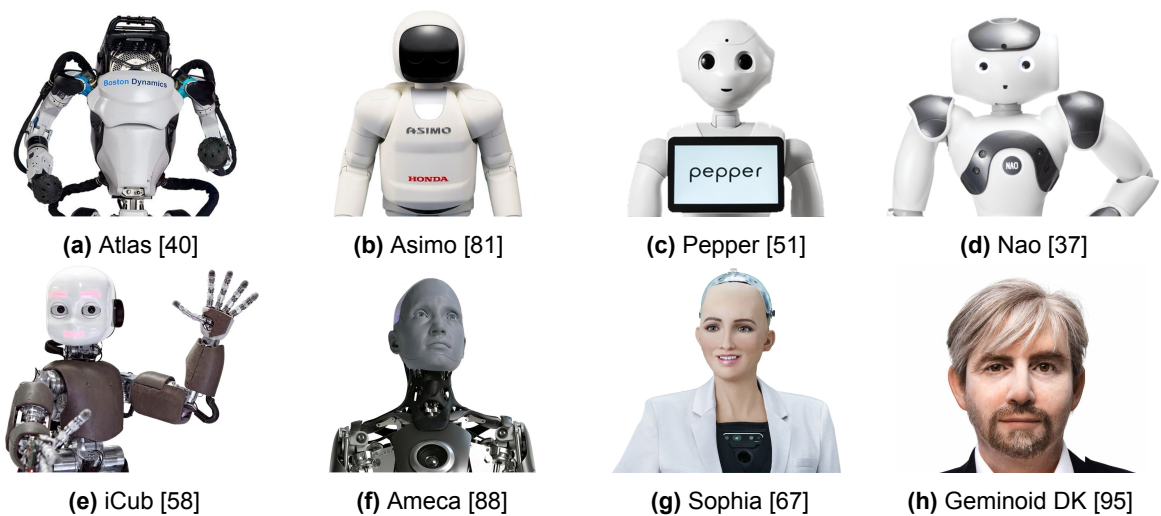 Boston Dynamics
ASIMO
HONDA
pepper
NAO
(a) Atlas [40]
(b) Asimo [81]
(c) Pepper [51]
(d) Nao [37]
(e) iCub [58]
(f) Ameca [88]
(g) Sophia [67]
(h) Geminoid DK [95]